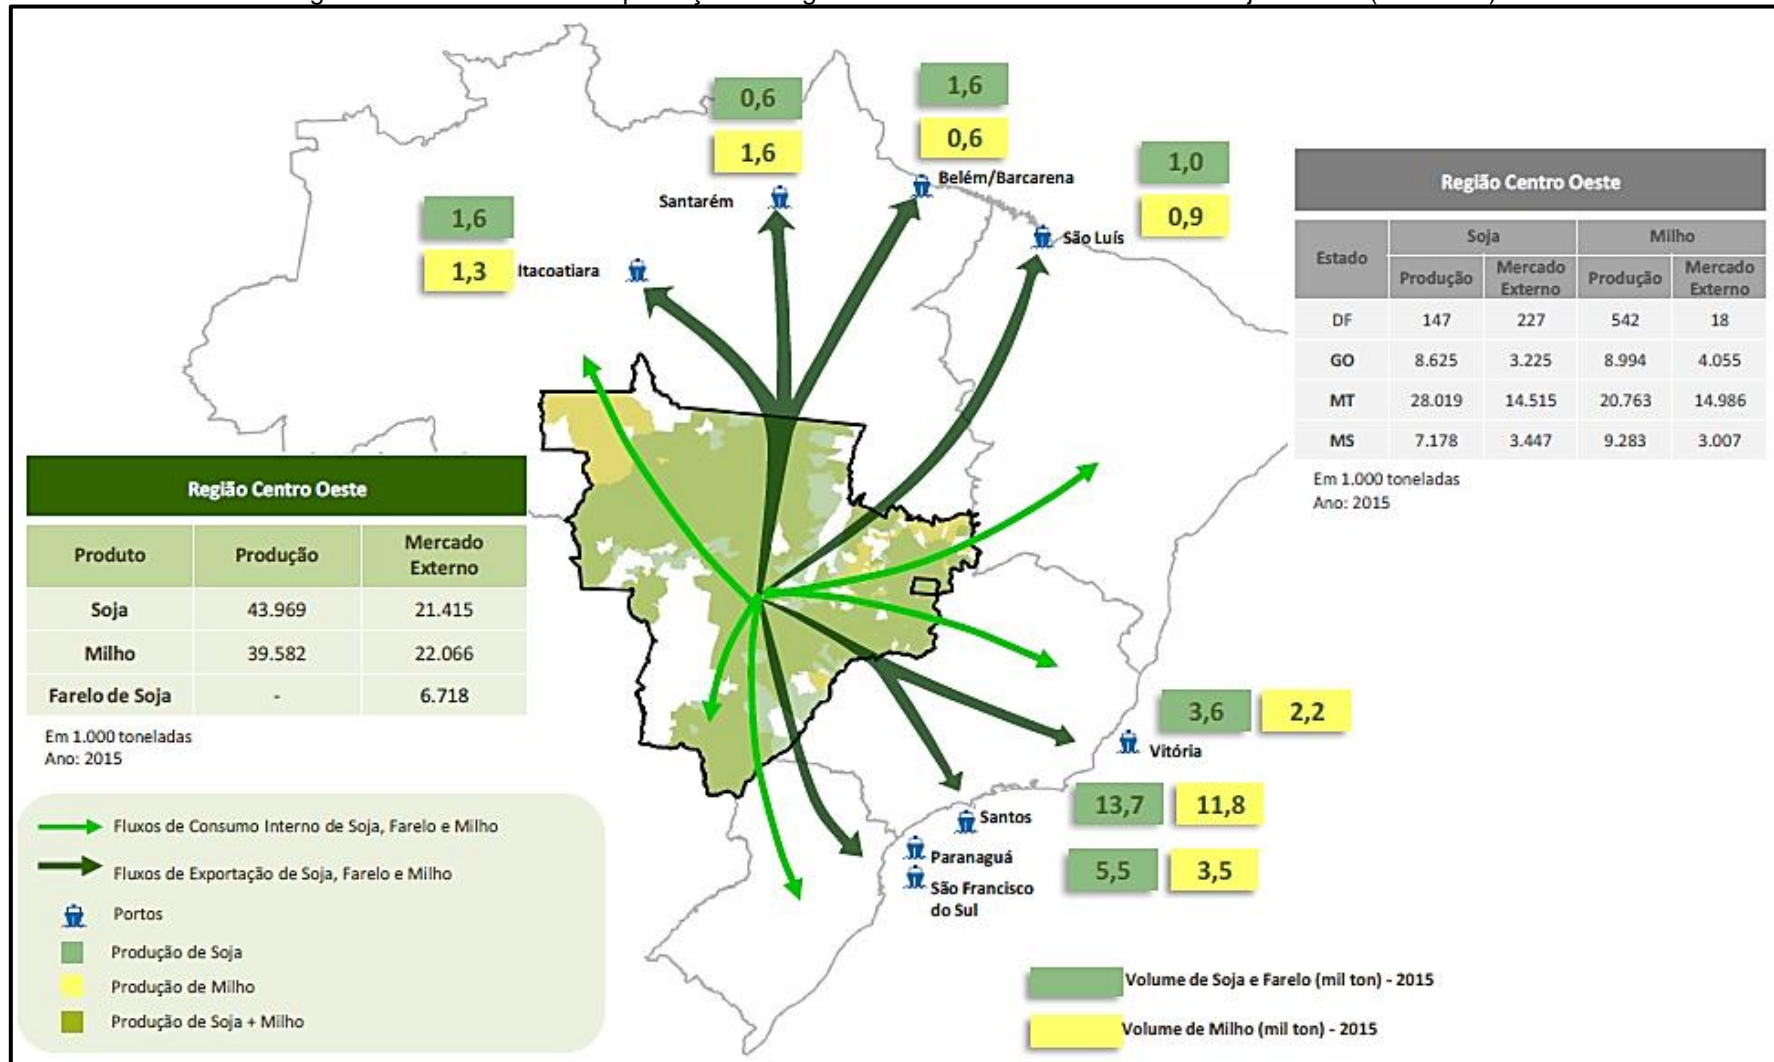 0,6
1,6
1,6
0,6
1,0
0,9
1,6
1,3
Santarém
Belém/Barcarena
São Luís
Itacoatiara
Região Centro Oeste
Estado Soja Milho
Produção Mercado Externo Produção Mercado Externo
DF 147 227 542 18
GO 8.625 3.225 8.994 4.055
MT 28.019 14.515 20.763 14.986
MS 7.178 3.447 9.283 3.007
Em 1.000 toneladas
Ano: 2015
Região Centro Oeste
Produto Produção Mercado Externo
Soja 43.969 21.415
Milho 39.582 22.066
Farelo de Soja - 6.718
Em 1.000 toneladas
Ano: 2015
3,6 2,2
Vitória
13,7 11,8
Santos
Paranaguá
5,5 3,5
São Francisco
do Sul
Fluxos de Consumo Interno de Soja, Farelo e Milho
Fluxos de Exportação de Soja, Farelo e Milho
Portos
Produção de Soja
Produção de Milho
Produção de Soja + Milho
Volume de Soja e Farelo (mil ton) - 2015
Volume de Milho (mil ton) - 2015